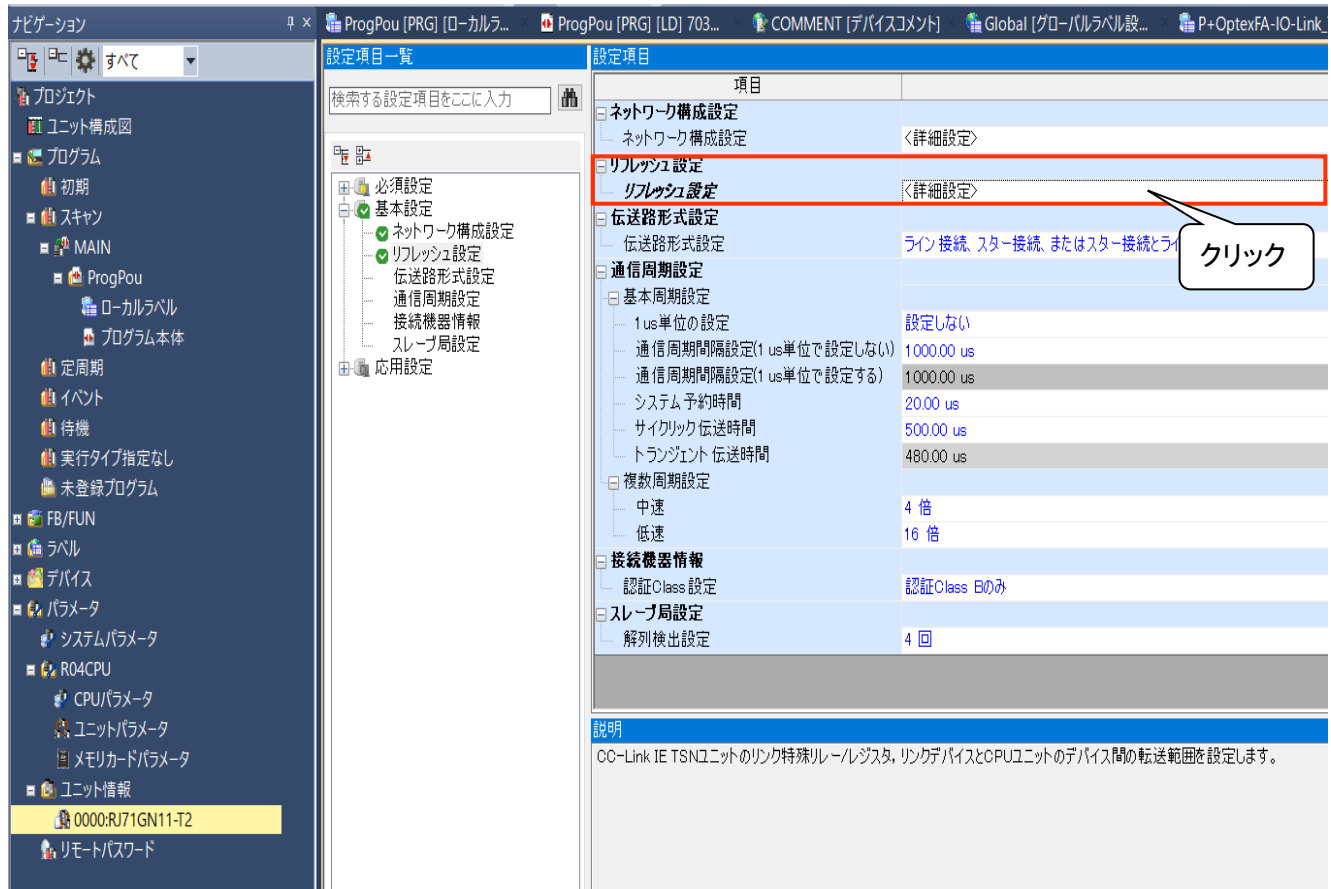 ナビゲーション
ProgPou [PRG] [ローカルラ...
ProgPou [PRG] [LD] 703...
COMMENT [デバイスコメント]
Global [グローバルラベル設...
P+OptexFA-IO-Link_
すべて
プロジェクト
ユニット構成図
プログラム
初期
スキャン
MAIN
ProgPou
ローカルラベル
プログラム本体
定周期
イベント
待機
実行タイプ指定なし
未登録プログラム
FB/FUN
ラベル
デバイス
パラメータ
システムパラメータ
R04CPU
CPUパラメータ
ユニットパラメータ
メモリカードパラメータ
ユニット情報
0000:RJ71GN11-T2
リモートパスワード
設定項目一覧
検索する設定項目をここに入力
必須設定
基本設定
ネットワーク構成設定
リフレッシュ設定
伝送路形式設定
通信周期設定
接続機器情報
スレーブ局設定
応用設定
設定項目
項目
ネットワーク構成設定
ネットワーク構成設定 <詳細設定>
リフレッシュ設定
リフレッシュ設定 <詳細設定>
クリック
伝送路形式設定
伝送路形式設定 ライン接続、スター接続、またはスター接続とライ
通信周期設定
基本周期設定
1us単位の設定 設定しない
通信周期間隔設定(1 us単位で設定しない) 1000.00 us
通信周期間隔設定(1 us単位で設定する) 1000.00 us
システム予約時間 20.00 us
サイクリック伝送時間 500.00 us
トランジェント伝送時間 480.00 us
複数周期設定
中速 4 倍
低速 16 倍
接続機器情報
認証Class設定 認証Class Bのみ
スレーブ局設定
解列検出設定 4 回
説明
CC-Link IE TSNユニットのリンク特殊リレー/レジスタ, リンクデバイスとCPUユニットのデバイス間の転送範囲を設定します。